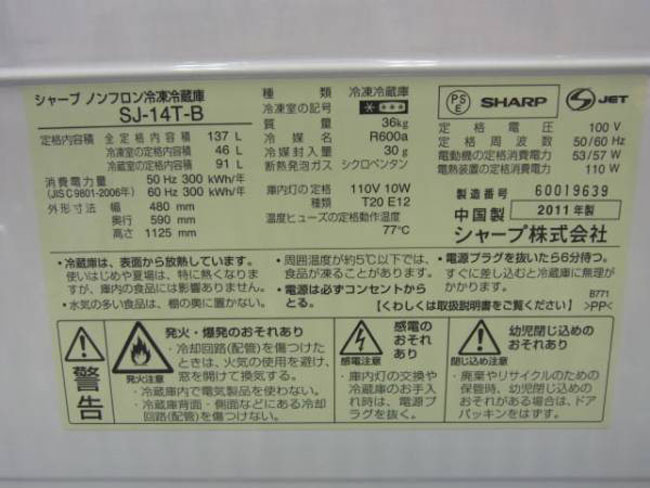 シャープ ノンフロン冷凍冷蔵庫
SJ-14T-B
定格内容積 全定格内容積 137 L
冷凍室の定格内容積 46 L
冷蔵室の定格内容積 91 L
消費電力量 50 Hz 300 kWh/年
(JIS C9801-2006年) 60 Hz 300 kWh/年
外形寸法 幅 480 mm
奥行 590 mm
高さ 1125 mm
種類 冷凍冷蔵庫
冷凍室の記号
質量 36kg
冷媒名 R600a
冷媒封入量 30 g
断熱発泡ガス シクロペンタン
庫内灯の定格 110V 10W
種類 T20 E12
温度ヒューズの定格動作温度
77℃
PS
E
SHARP
S JET
定格電圧 100 V
定格周波数 50/60 Hz
電動機の定格消費電力 53/57 W
電熱装置の定格消費電力 110 W
製造番号 60019639
中国製 2011年製
シャープ株式会社
・冷蔵庫は、表面から放熱しています。
使いはじめや夏場は、特に熱くなりま
すが、庫内の食品には影響ありません。
・水気の多い食品は、棚の奥に置かない。
・周囲温度が約5℃以下では、
食品が凍ることがあります。
・電源は必ずコンセントから
とる。
・電源プラグを抜いたら6分待つ。
すぐに差し込むと冷蔵庫に無理が
かかります。
B771
【くわしくは取扱説明書をご覧ください】 >PP<
警告
発火注意
発火・爆発のおそれあり
・冷却回路(配管)を傷つけた
ときは、火気の使用を避け、
窓を開けて換気する。
・冷蔵庫内で電気製品を使わない。
・冷蔵庫背面・側面などにある冷却
回路(配管)を傷つけない。
感電注意
感電の
おそれあり
・庫内灯の交換や
冷蔵庫のお手入
れ時は、電源プ
ラグを抜く。
閉じ込め注意
幼児閉じ込めの
おそれあり
・廃棄やリサイクルのための
保管時、幼児閉じ込めの
おそれがある場合は、ドア
パッキンをはずす。